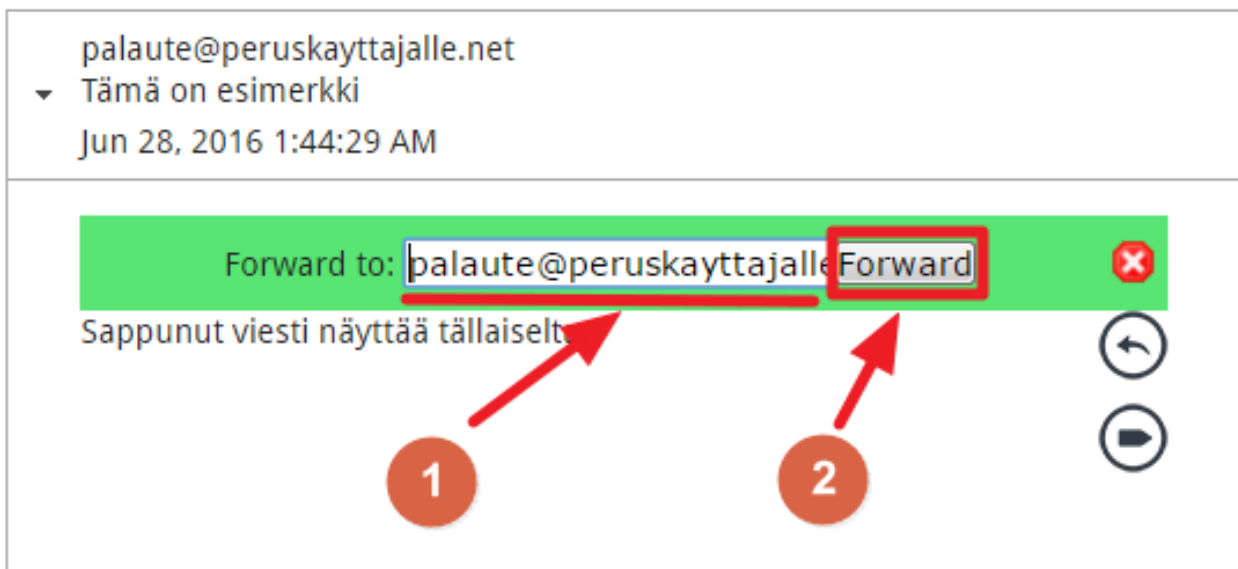 palaute@peruskayttajalle.net
Tämä on esimerkki
Jun 28, 2016 1:44:29 AM
Forward to: palaute@peruskayttajalle Forward
Sappunut viesti näyttää tällaiselta
1
2